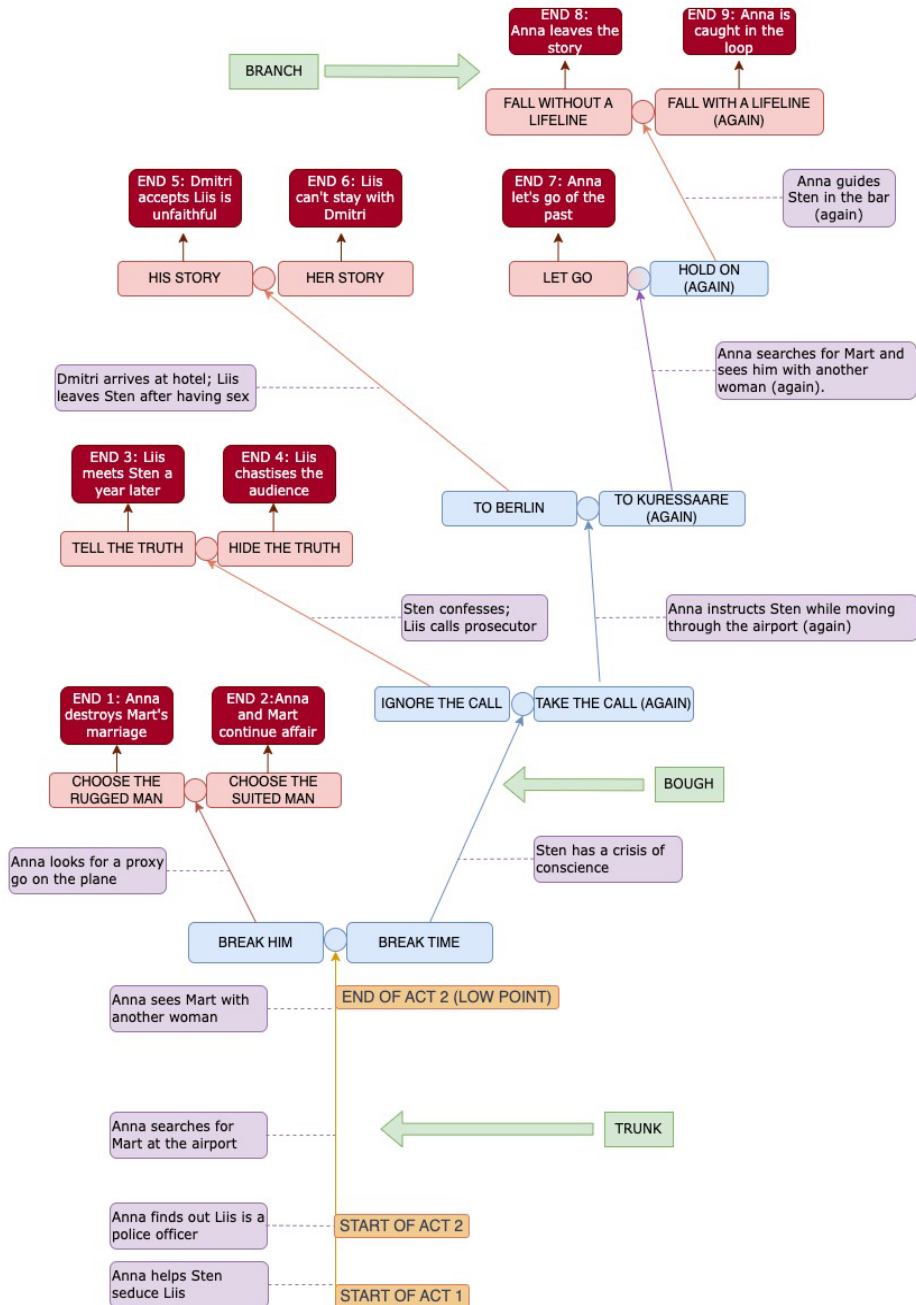 END 8:
Anna leaves the
story
END 9: Anna is
caught in the
loop
BRANCH
FALL WITHOUT A
LIFELINE
FALL WITH A LIFELINE
(AGAIN)
END 5: Dmitri
accepts Liis is
unfaithful
END 6: Liis
can't stay with
Dmitri
END 7: Anna
let's go of the
past
Anna guides
Sten in the bar
(again)
HIS STORY
HER STORY
LET GO
HOLD ON
(AGAIN)
Dmitri arrives at hotel; Liis
leaves Sten after having sex
Anna searches for Mart and
sees him with another
woman (again).
END 3: Liis
meets Sten a
year later
END 4: Liis
chastises the
audience
TO BERLIN
TO KURESSAARE
(AGAIN)
TELL THE TRUTH
HIDE THE TRUTH
Sten confesses;
Liis calls prosecutor
Anna instructs Sten while moving
through the airport (again)
END 1: Anna
destroys Mart's
marriage
END 2:Anna
and Mart
continue affair
IGNORE THE CALL
TAKE THE CALL (AGAIN)
CHOOSE THE
RUGGED MAN
CHOOSE THE
SUITED MAN
BOUGH
Anna looks for a proxy
go on the plane
Sten has a crisis of
conscience
BREAK HIM
BREAK TIME
Anna sees Mart with
another woman
END OF ACT 2 (LOW POINT)
Anna searches for
Mart at the airport
TRUNK
Anna finds out Liis is a
police officer
START OF ACT 2
Anna helps Sten
seduce Liis
START OF ACT 1